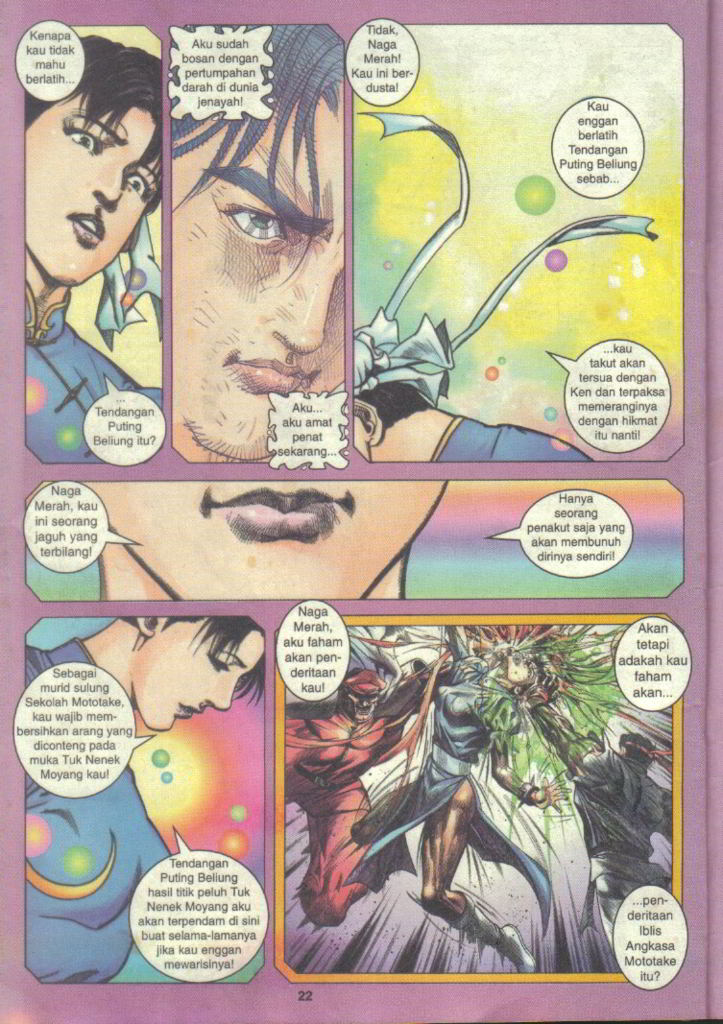 Kenapa
kau tidak
mahu
berlatih...
...
Tendangan
Puting
Beliung itu?
Aku sudah
bosan dengan
pertumpahan
darah di dunia
jenayah!
Aku...
aku amat
penat
sekarang...
Tidak,
Naga
Merah!
Kau ini ber-
dusta!
Kau
enggan
berlatih
Tendangan
Puting Beliung
sebab...
...kau
takut akan
tersua dengan
Ken dan terpaksa
memeranginya
dengan hikmat
itu nanti!
Naga
Merah, kau
ini seorang
jaguh yang
terbilang!
Hanya
seorang
penakut saja yang
akan membunuh
dirinya sendiri!
Sebagai
murid sulung
Sekolah Mototake,
kau wajib mem-
bersihkan arang yang
diconteng pada
muka Tuk Nenek
Moyang kau!
Tendangan
Puting Beliung
hasil titik peluh Tuk
Nenek Moyang aku
akan terpendam di sini
buat selama-lamanya
jika kau enggan
mewarisinya!
Naga
Merah,
aku faham
akan pen-
deritaan
kau!
Akan
tetapi
adakah kau
faham
akan...
...pen-
deritaan
Iblis
Angkasa
Mototake
itu?
22